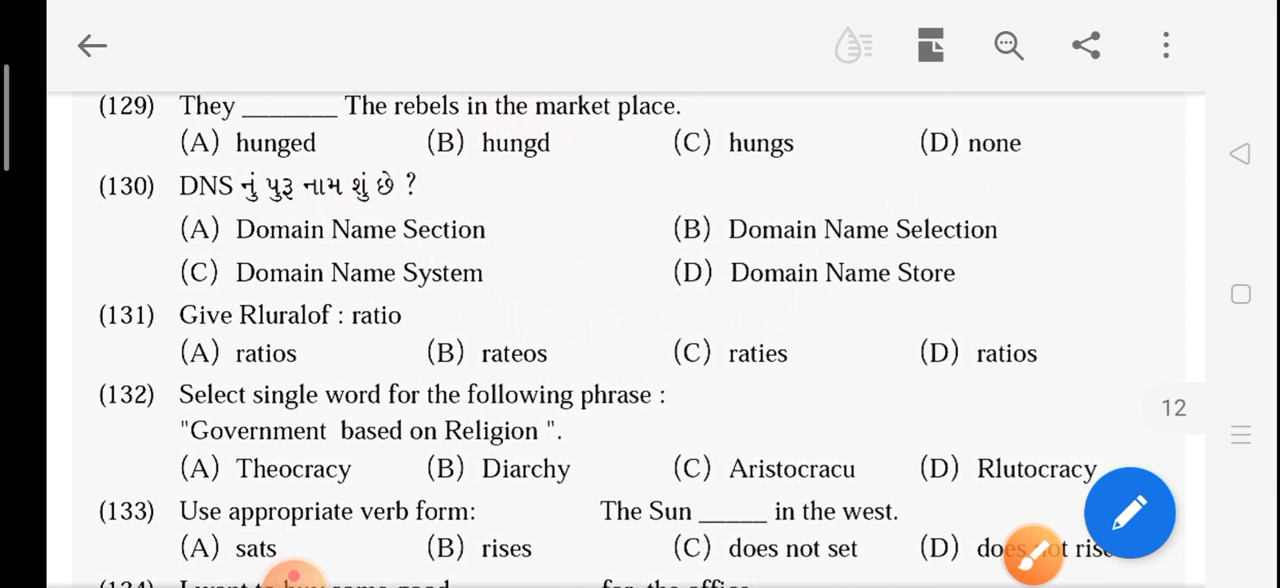 (129) They _______ The rebels in the market place.
(A) hunged (B) hungd (C) hungs (D) none
(130) DNS નું પુરૂ નામ શું છે ?
(A) Domain Name Section (B) Domain Name Selection
(C) Domain Name System (D) Domain Name Store
(131) Give Rluralof : ratio
(A) ratios (B) rateos (C) raties (D) ratios
(132) Select single word for the following phrase :
"Government based on Religion ".
12
(A) Theocracy (B) Diarchy (C) Aristocracu (D) Rlutocracy
(133) Use appropriate verb form: The Sun _____ in the west.
(A) sats (B) rises (C) does not set (D) does not rise